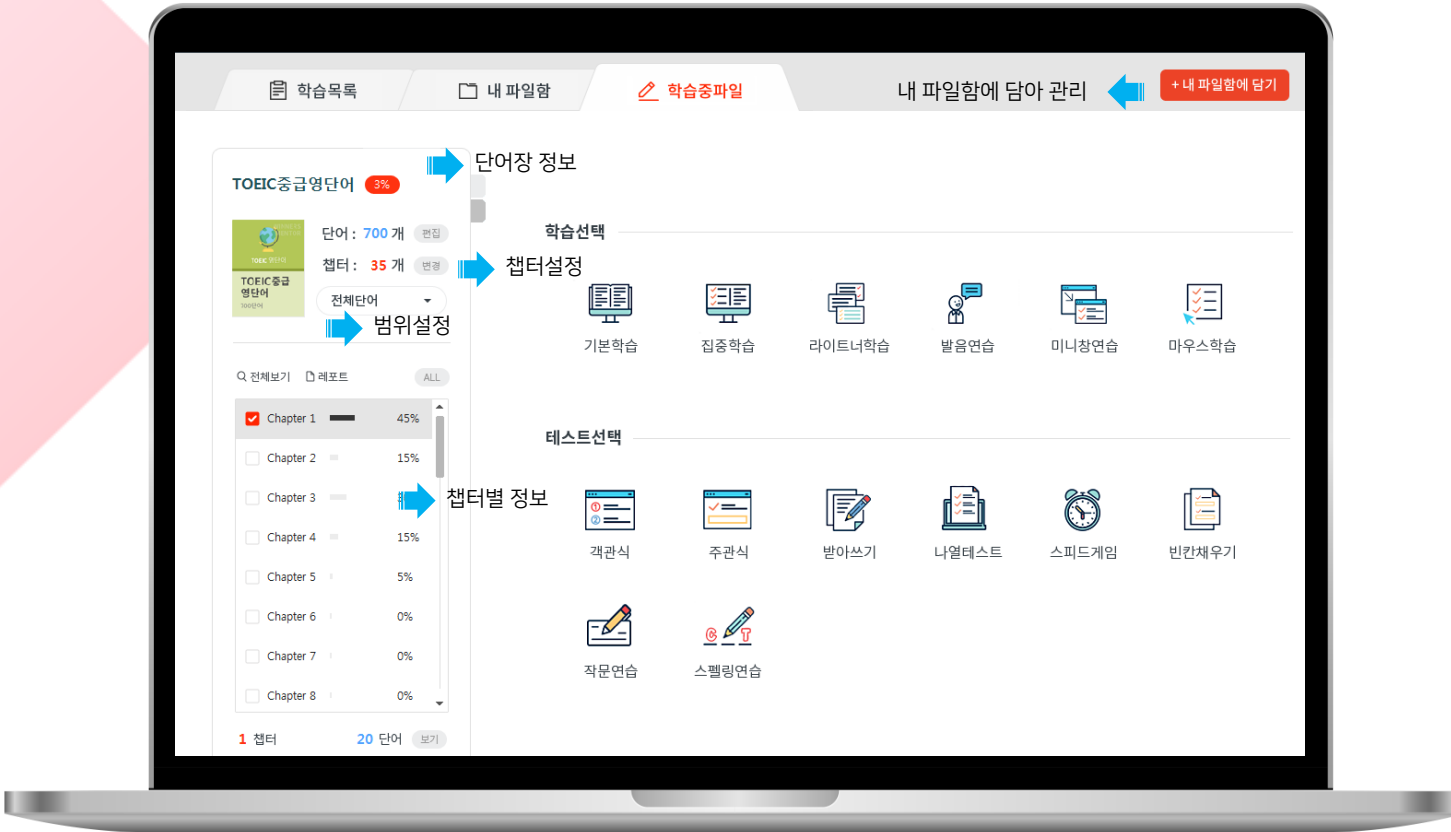 학습목록
내 파일함
학습중파일
내 파일함에 담아 관리
+ 내 파일함에 담기
단어장 정보
TOEIC중급영단어 3%
TOEIC 영단어
TOEIC중급
영단어
단어 : 700 개 편집
챕터 : 35 개 변경
챕터설정
전체단어
범위설정
전체보기 레포트 ALL
Chapter 1 45%
Chapter 2 15%
Chapter 3
챕터별 정보
Chapter 4 15%
Chapter 5 5%
Chapter 6 0%
Chapter 7 0%
Chapter 8 0%
1 챕터 20 단어 보기
학습선택
기본학습 집중학습 라이트너학습 발음연습 미니창연습 마우스학습
테스트선택
객관식 주관식 받아쓰기 나열테스트 스피드게임 빈칸채우기
C T
작문연습 스펠링연습